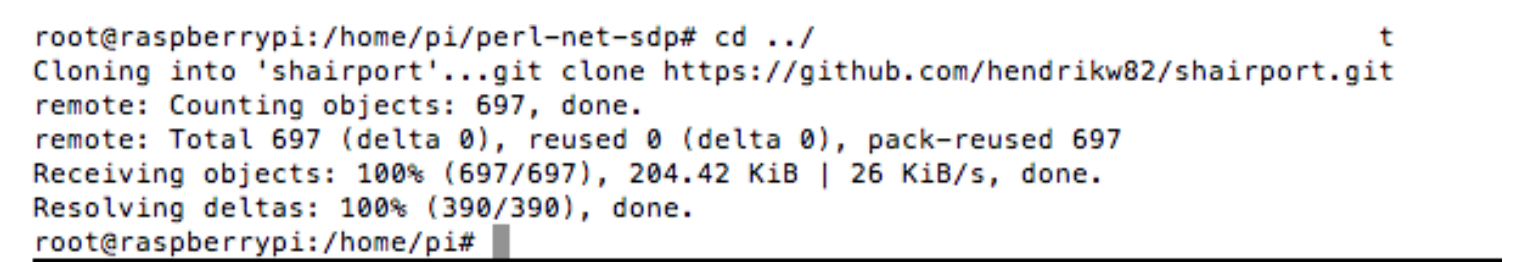 root@raspberrypi:/home/pi/perl-net-sdp# cd ../ t
Cloning into 'shairport'...git clone https://github.com/hendrikw82/shairport.git
remote: Counting objects: 697, done.
remote: Total 697 (delta 0), reused 0 (delta 0), pack-reused 697
Receiving objects: 100% (697/697), 204.42 KiB | 26 KiB/s, done.
Resolving deltas: 100% (390/390), done.
root@raspberrypi:/home/pi#